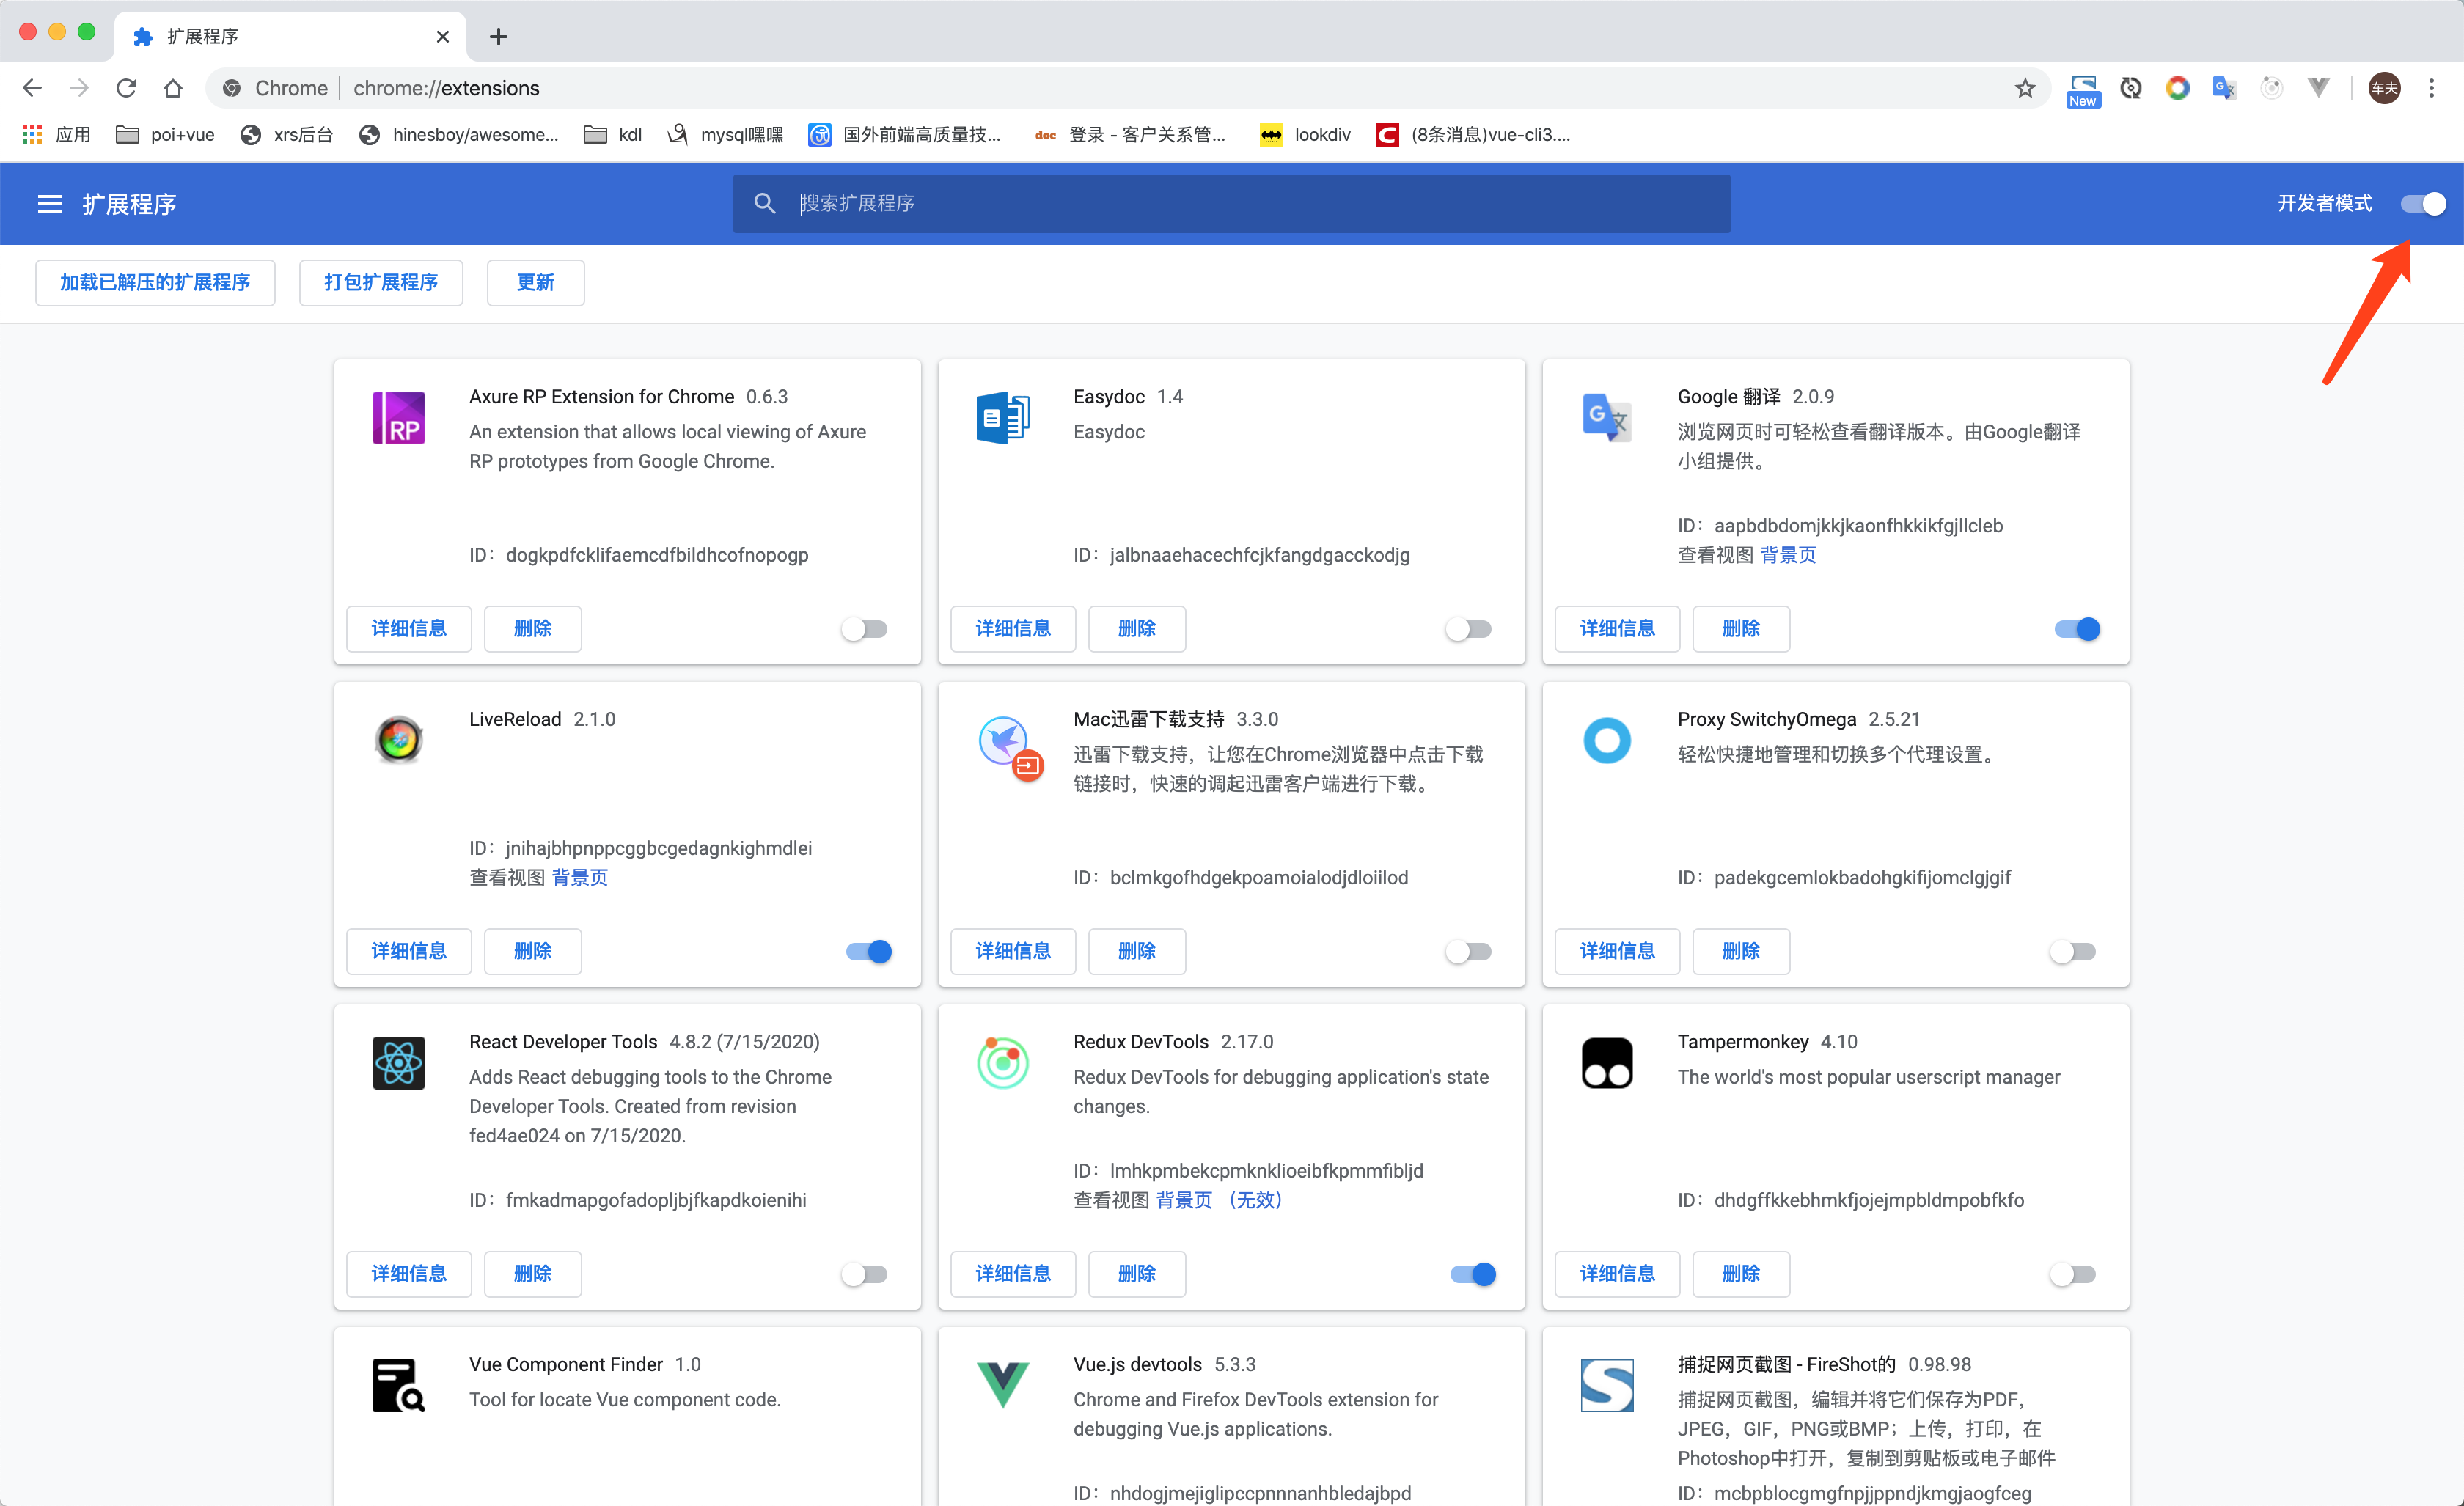 扩展程序
Chrome chrome://extensions
New
车夫
应用 poi+vue xrs后台 hinesboy/awesome... kdl mysql嘿嘿 国外前端高质量技... doc 登录 - 客户关系管... lookdiv (8条消息)vue-cli3....
扩展程序 搜索扩展程序 开发者模式
加载已解压的扩展程序 打包扩展程序 更新
RP
Axure RP Extension for Chrome 0.6.3
An extension that allows local viewing of Axure
RP prototypes from Google Chrome.
ID： dogkpdfcklifaemcdfbildhcofnopogp
详细信息 删除
Easydoc 1.4
Easydoc
ID： jalbnaaehacechfcjkfangdgacckodjg
详细信息 删除
Google 翻译 2.0.9
浏览网页时可轻松查看翻译版本。由Google翻译
小组提供。
ID： aapbdbdomjkkjkaonfhkkikfgjllcleb
查看视图 背景页
详细信息 删除
LiveReload 2.1.0
ID： jnihajbhpnppcggbcgedagnkighmdlei
查看视图 背景页
详细信息 删除
Mac迅雷下载支持 3.3.0
迅雷下载支持，让您在Chrome浏览器中点击下载
链接时，快速的调起迅雷客户端进行下载。
ID： bclmkgofhdgekpoamoialodjdloiilod
详细信息 删除
Proxy SwitchyOmega 2.5.21
轻松快捷地管理和切换多个代理设置。
ID： padekgcemlokbadohgkifijomclgjgif
详细信息 删除
React Developer Tools 4.8.2 (7/15/2020)
Adds React debugging tools to the Chrome
Developer Tools. Created from revision
fed4ae024 on 7/15/2020.
ID： fmkadmapgofadopljbjfkapdkoienihi
详细信息 删除
Redux DevTools 2.17.0
Redux DevTools for debugging application's state
changes.
ID： lmhkpmbekcpmknklioeibfkpmmfibljd
查看视图 背景页 （无效）
详细信息 删除
Tampermonkey 4.10
The world's most popular userscript manager
ID： dhdgffkkebhmkfjojejmpbldmpobfkfo
详细信息 删除
Vue Component Finder 1.0
Tool for locate Vue component code.
Vue.js devtools 5.3.3
Chrome and Firefox DevTools extension for
debugging Vue.js applications.
ID： nhdogjmejiglipccpnnnanhbledajbpd
捕捉网页截图 - FireShot的 0.98.98
捕捉网页截图，编辑并将它们保存为PDF，
JPEG，GIF，PNG或BMP；上传，打印，在
Photoshop中打开，复制到剪贴板或电子邮件
ID： mcbpblocgmgfnpjjppndjkmgjaogfceg